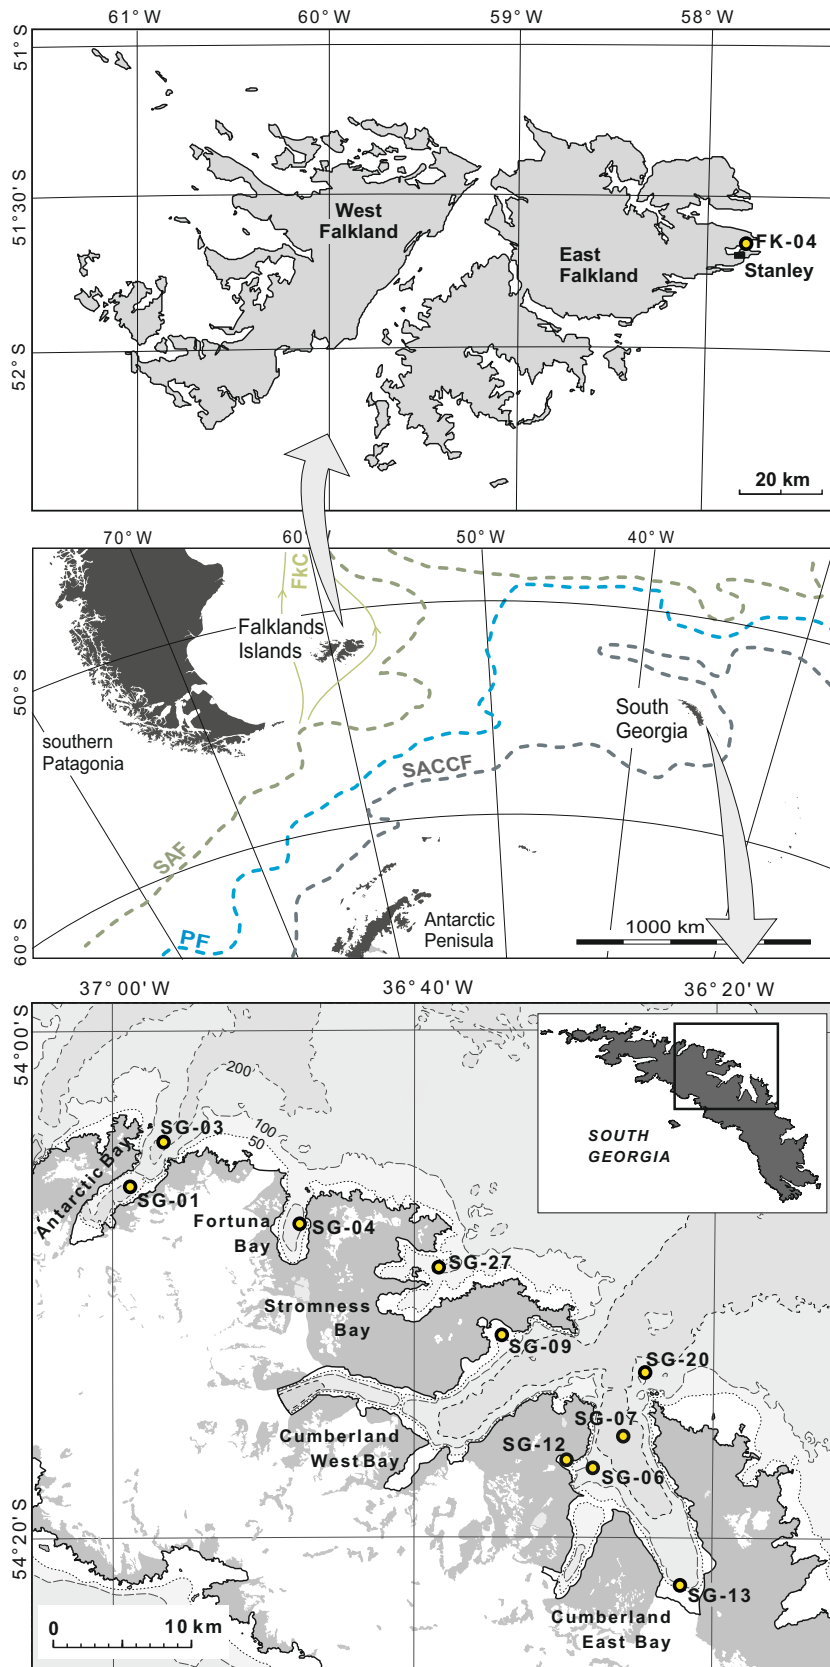 61°W 60°W 59°W 58°W
51°S
51°30'S
52°S
West
Falkland
East
Falkland
FK-04
Stanley
20 km
70°W 60°W 50°W 40°W
FkC
Falklands
Islands
50°S
southern
Patagonia
South
Georgia
SACCF
SAF
PF
Antarctic
Penisula
1000 km
60°S
37°00'W 36°40'W 36°20'W
54°00'S
200
100
50
SG-03
Antarctic Bay
SG-01
Fortuna
Bay
SG-04
SG-27
Stromness
Bay
SG-09
SG-20
SG-07
Cumberland
West Bay
SG-12
SG-06
54°20'S
SG-13
Cumberland
East Bay
0 10 km
SOUTH
GEORGIA